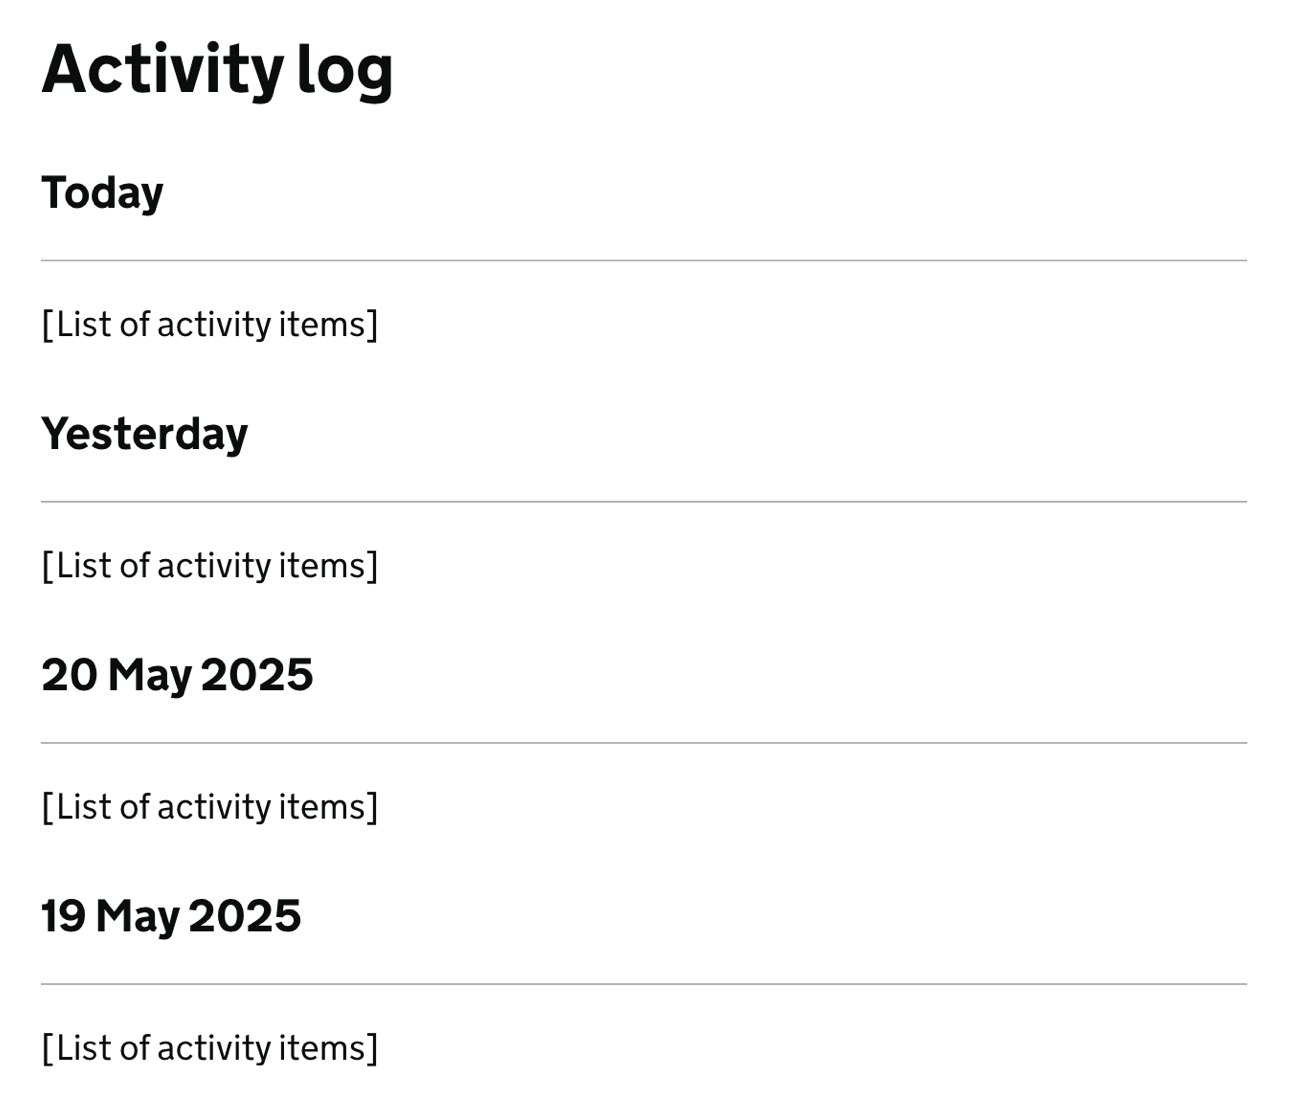 Activity log
Today
[List of activity items]
Yesterday
[List of activity items]
20 May 2025
[List of activity items]
19 May 2025
[List of activity items]